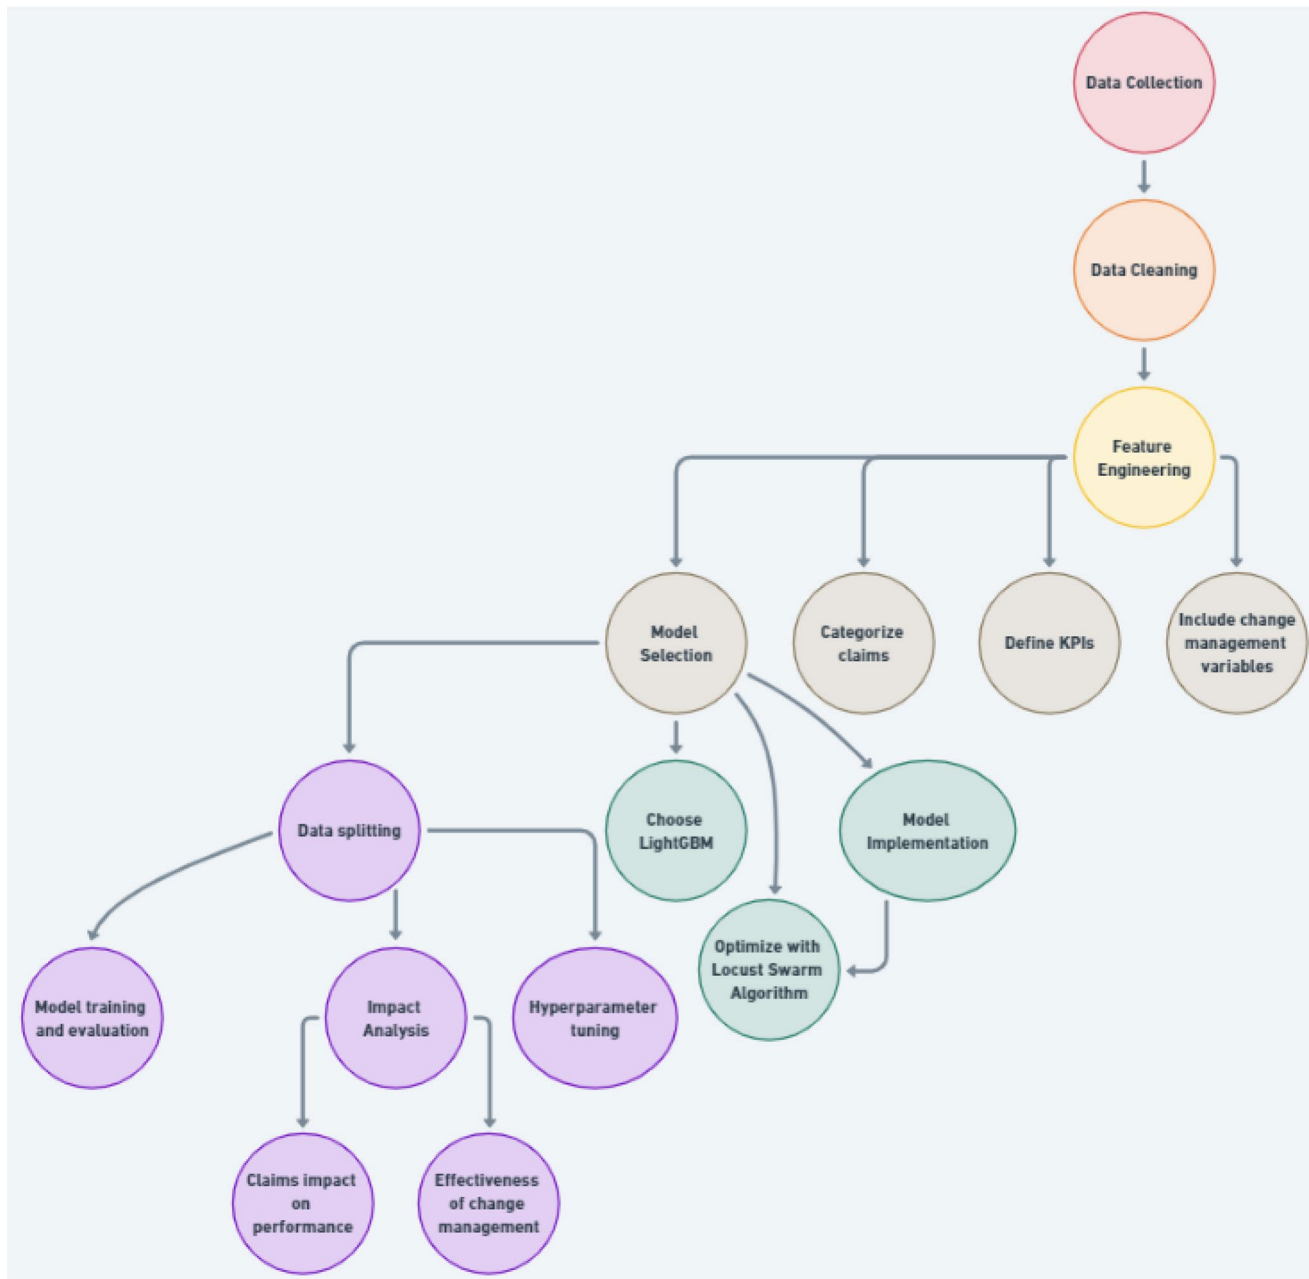 Data Collection
Data Cleaning
Feature
Engineering
Model
Selection
Categorize
claims
Define KPIs
Include change
management
variables
Data splitting
Choose
LightGBM
Model
Implementation
Optimize with
Locust Swarm
Algorithm
Model training
and evaluation
Impact
Analysis
Hyperparameter
tuning
Claims impact
on
performance
Effectiveness
of change
management